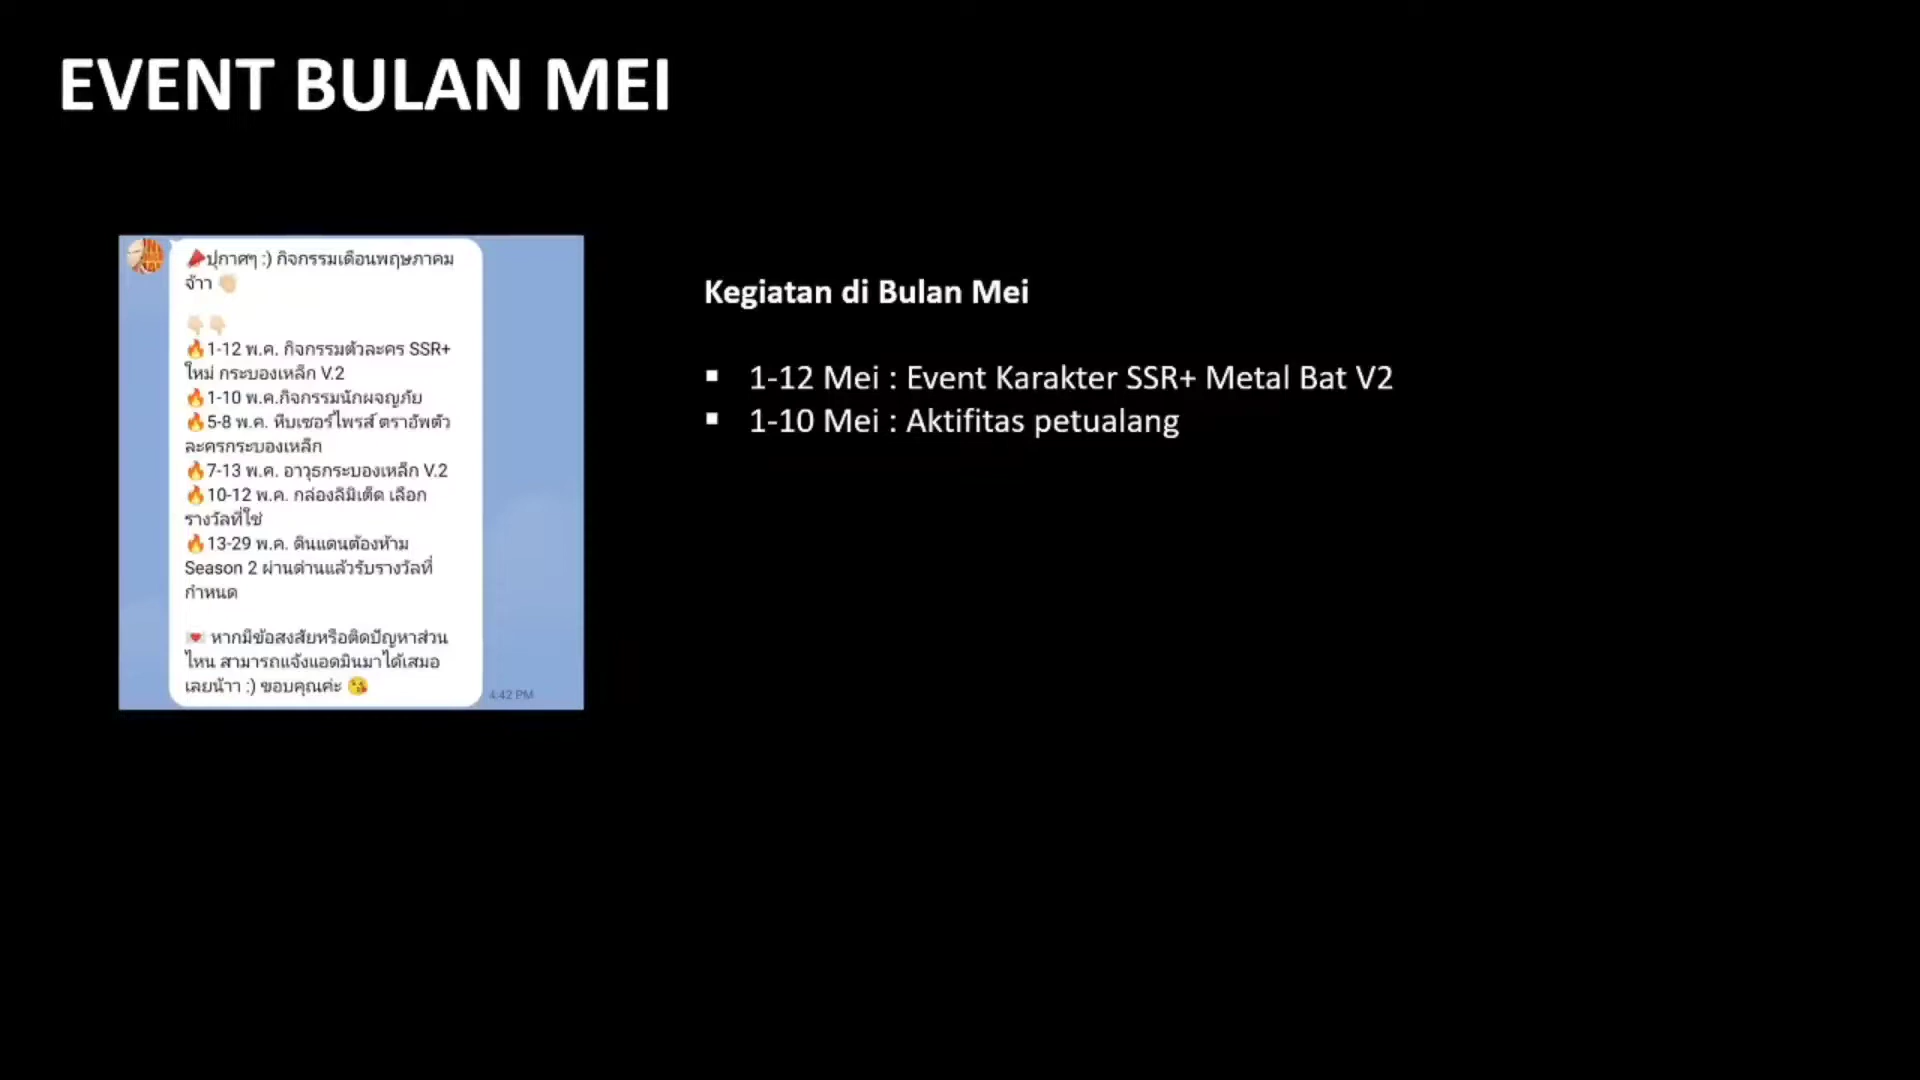 EVENT BULAN MEI
ปุกาศๆ :) กิจกรรมเดือนพฤษภาคม
จ้าา
1-12 พ.ค. กิจกรรมตัวละคร SSR+
ใหม่ กระบองเหล็ก V.2
1-10 พ.ค.กิจกรรมนักผจญภัย
5-8 พ.ค. หีบเซอร์ไพรส์ ตราอัพตัว
ละครกระบองเหล็ก
7-13 พ.ค. อาวุธกระบองเหล็ก V.2
10-12 พ.ค. กล่องลิมิเต็ด เลือก
รางวัลที่ใช่
13-29 พ.ค. ดินแดนต้องห้าม
Season 2 ผ่านด่านแล้วรับรางวัลที่
กำหนด
หากมีข้อสงสัยหรือติดปัญหาส่วน
ไหน สามารถแจ้งแอดมินมาได้เสมอ
เลยน้าา :) ขอบคุณค่ะ
4:42 PM
Kegiatan di Bulan Mei
▪ 1-12 Mei : Event Karakter SSR+ Metal Bat V2
▪ 1-10 Mei : Aktifitas petualang